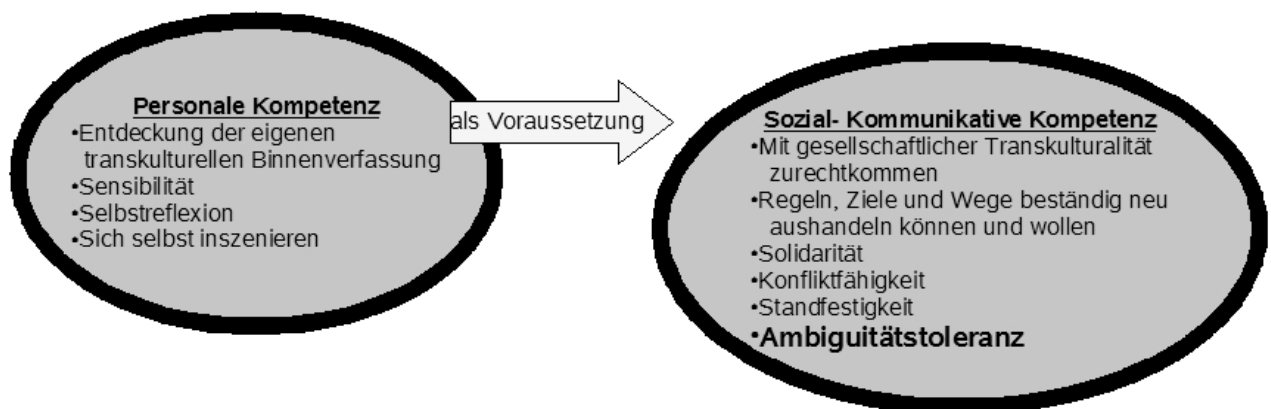 Personale Kompetenz
•Entdeckung der eigenen
transkulturellen Binnenverfassung
•Sensibilität
•Selbstreflexion
•Sich selbst inszenieren
als Voraussetzung
Sozial- Kommunikative Kompetenz
•Mit gesellschaftlicher Transkulturalität
zurechtkommen
•Regeln, Ziele und Wege beständig neu
aushandeln können und wollen
•Solidarität
•Konfliktfähigkeit
•Standfestigkeit
•Ambiguitätstoleranz